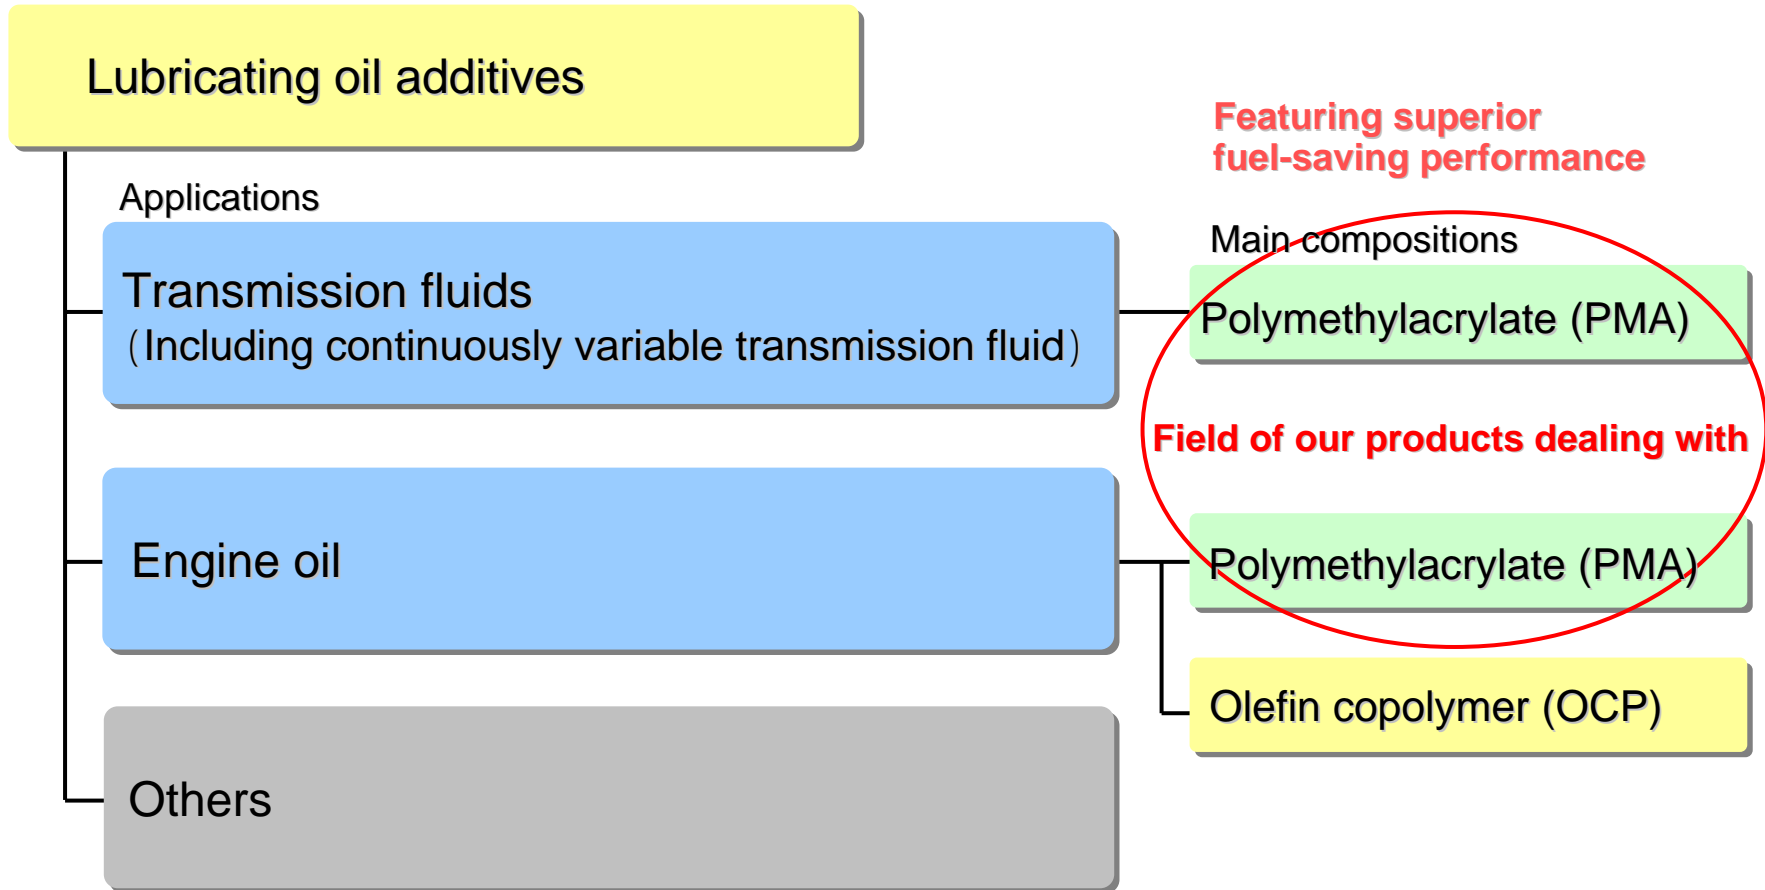 Lubricating oil additives
Featuring superior
fuel-saving performance
Applications
Main compositions
Transmission fluids
(Including continuously variable transmission fluid)
Polymethylacrylate (PMA)
Field of our products dealing with
Engine oil
Polymethylacrylate (PMA)
Olefin copolymer (OCP)
Others